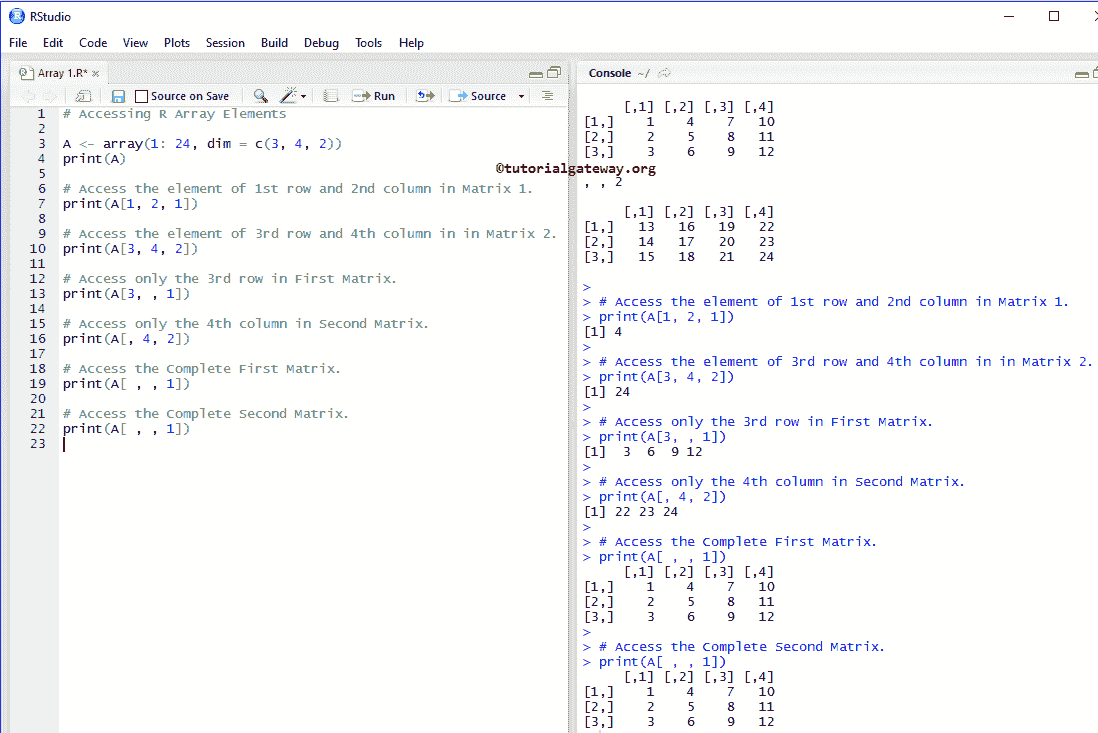 RStudio
File Edit Code View Plots Session Build Debug Tools Help
Array 1.R*
Source on Save Run Source
1 # Accessing R Array Elements
2
3 A <- array(1: 24, dim = c(3, 4, 2))
4 print(A)
5
6 # Access the element of 1st row and 2nd column in Matrix 1.
7 print(A[1, 2, 1])
8
9 # Access the element of 3rd row and 4th column in in Matrix 2.
10 print(A[3, 4, 2])
11
12 # Access only the 3rd row in First Matrix.
13 print(A[3, , 1])
14
15 # Access only the 4th column in Second Matrix.
16 print(A[, 4, 2])
17
18 # Access the Complete First Matrix.
19 print(A[ , , 1])
20
21 # Access the Complete Second Matrix.
22 print(A[ , , 1])
23
©tutorialgateway.org
Console ~/
[,1] [,2] [,3] [,4]
[1,] 1 4 7 10
[2,] 2 5 8 11
[3,] 3 6 9 12
, , 2
[,1] [,2] [,3] [,4]
[1,] 13 16 19 22
[2,] 14 17 20 23
[3,] 15 18 21 24
>
> # Access the element of 1st row and 2nd column in Matrix 1.
> print(A[1, 2, 1])
[1] 4
>
> # Access the element of 3rd row and 4th column in in Matrix 2.
> print(A[3, 4, 2])
[1] 24
>
> # Access only the 3rd row in First Matrix.
> print(A[3, , 1])
[1] 3 6 9 12
>
> # Access only the 4th column in Second Matrix.
> print(A[, 4, 2])
[1] 22 23 24
>
> # Access the Complete First Matrix.
> print(A[ , , 1])
[,1] [,2] [,3] [,4]
[1,] 1 4 7 10
[2,] 2 5 8 11
[3,] 3 6 9 12
>
> # Access the Complete Second Matrix.
> print(A[ , , 1])
[,1] [,2] [,3] [,4]
[1,] 1 4 7 10
[2,] 2 5 8 11
[3,] 3 6 9 12